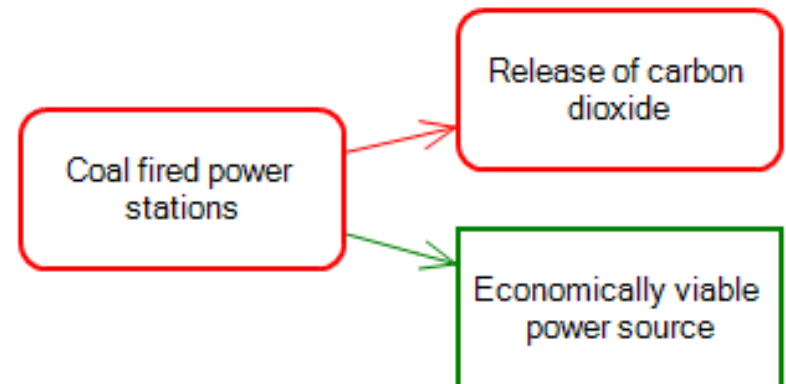 Coal fired power
stations
Release of carbon
dioxide
Economically viable
power source